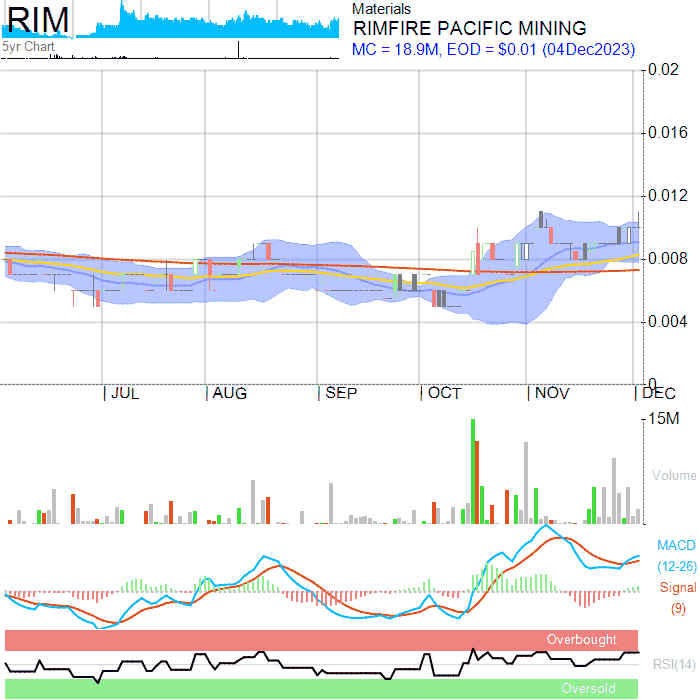 RIM
5yr Chart
Materials
RIMFIRE PACIFIC MINING
MC = 18.9M, EOD = $0.01 (04Dec2023)
0.02
0.016
0.012
0.008
0.004
0
JUL AUG SEP OCT NOV DEC
15M
Volume
MACD
(12-26)
Signal
(9)
Overbought
RSI(14)
Oversold